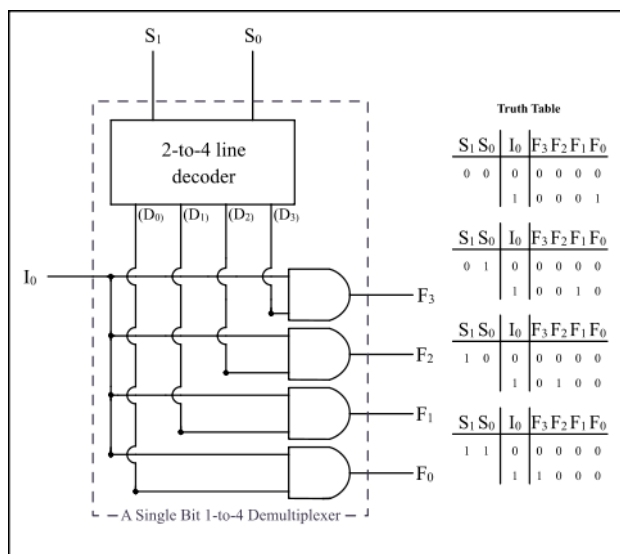 S₁ S₀
2-to-4 line
decoder
(D₀) (D₁) (D₂) (D₃)
I₀
F₃
F₂
F₁
F₀
A Single Bit 1-to-4 Demultiplexer
Truth Table
S₁ S₀ I₀ F₃ F₂ F₁ F₀
0 0 0 0 0 0 0
1 0 0 0 1
S₁ S₀ I₀ F₃ F₂ F₁ F₀
0 1 0 0 0 0 0
1 0 0 1 0
S₁ S₀ I₀ F₃ F₂ F₁ F₀
1 0 0 0 0 0 0
1 0 1 0 0
S₁ S₀ I₀ F₃ F₂ F₁ F₀
1 1 0 0 0 0 0
1 1 0 0 0